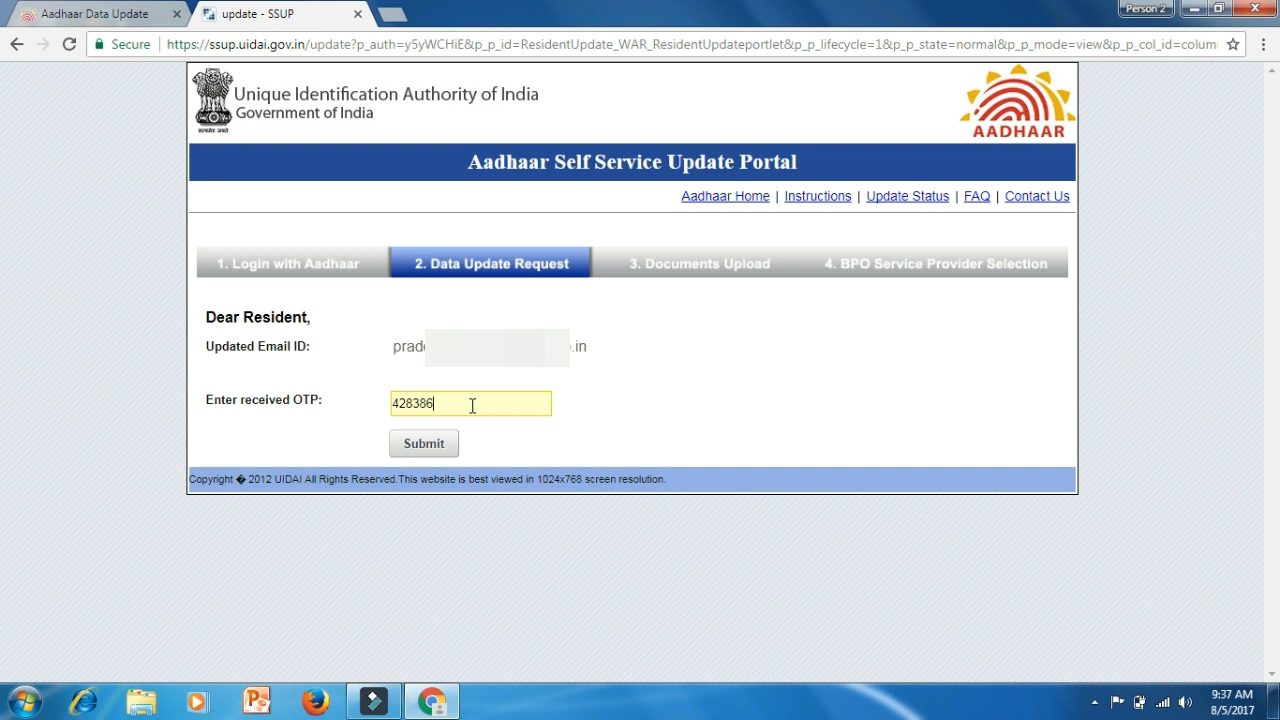 Aadhaar Data Update
update - SSUP
Person 2
Secure
https://ssup.uidai.gov.in/update?p_auth=y5yWCHiE&p_p_id=ResidentUpdate_WAR_ResidentUpdateportlet&p_p_lifecycle=1&p_p_state=normal&p_p_mode=view&p_p_col_id=colum
Unique Identification Authority of India
Government of India
सत्यमेव जयते
AADHAAR
Aadhaar Self Service Update Portal
Aadhaar Home | Instructions | Update Status | FAQ | Contact Us
1. Login with Aadhaar
2. Data Update Request
3. Documents Upload
4. BPO Service Provider Selection
Dear Resident,
Updated Email ID: prad .in
Enter received OTP: 428386
Submit
Copyright � 2012 UIDAI All Rights Reserved.This website is best viewed in 1024x768 screen resolution.
9:37 AM
8/5/2017